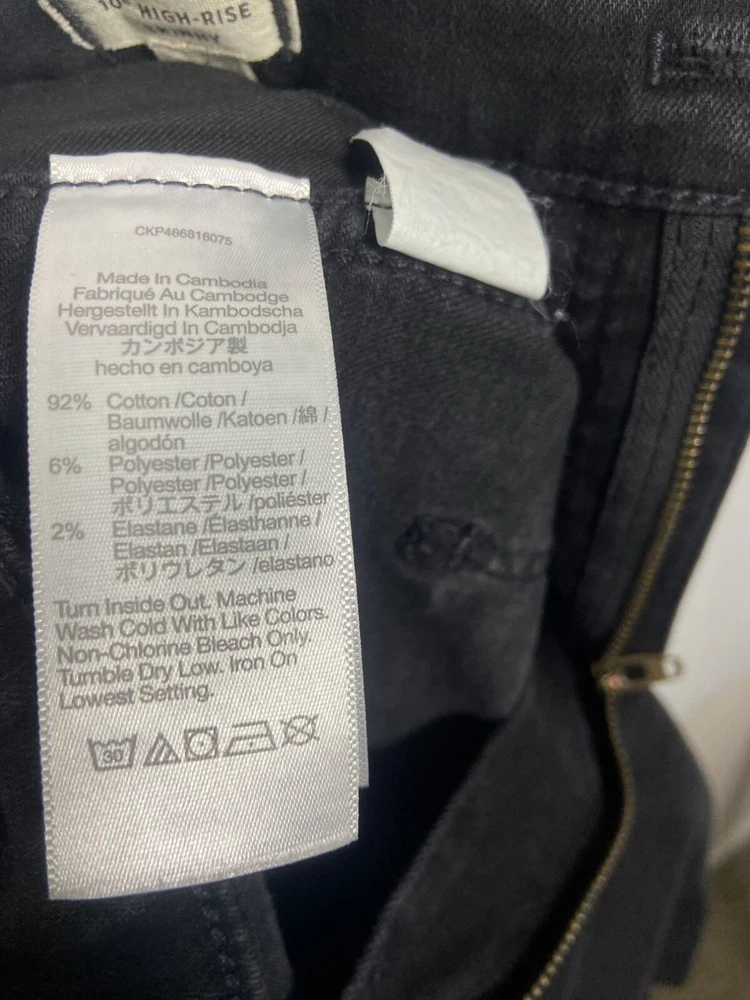 10" HIGH-RISE
SKINNY
CKP466816075
Made In Cambodia
Fabriqué Au Cambodge
Hergestellt In Kambodscha
Vervaardigd In Cambodja
カンボジア製
hecho en camboya
92% Cotton /Coton /
Baumwolle /Katoen /綿 /
algodón
6% Polyester /Polyester /
Polyester /Polyester /
ポリエステル /poliéster
2% Elastane /Élasthanne /
Elastan /Elastaan /
ポリウレタン /elastano
Turn Inside Out. Machine
Wash Cold With Like Colors.
Non-Chlorine Bleach Only.
Tumble Dry Low. Iron On
Lowest Setting.
30